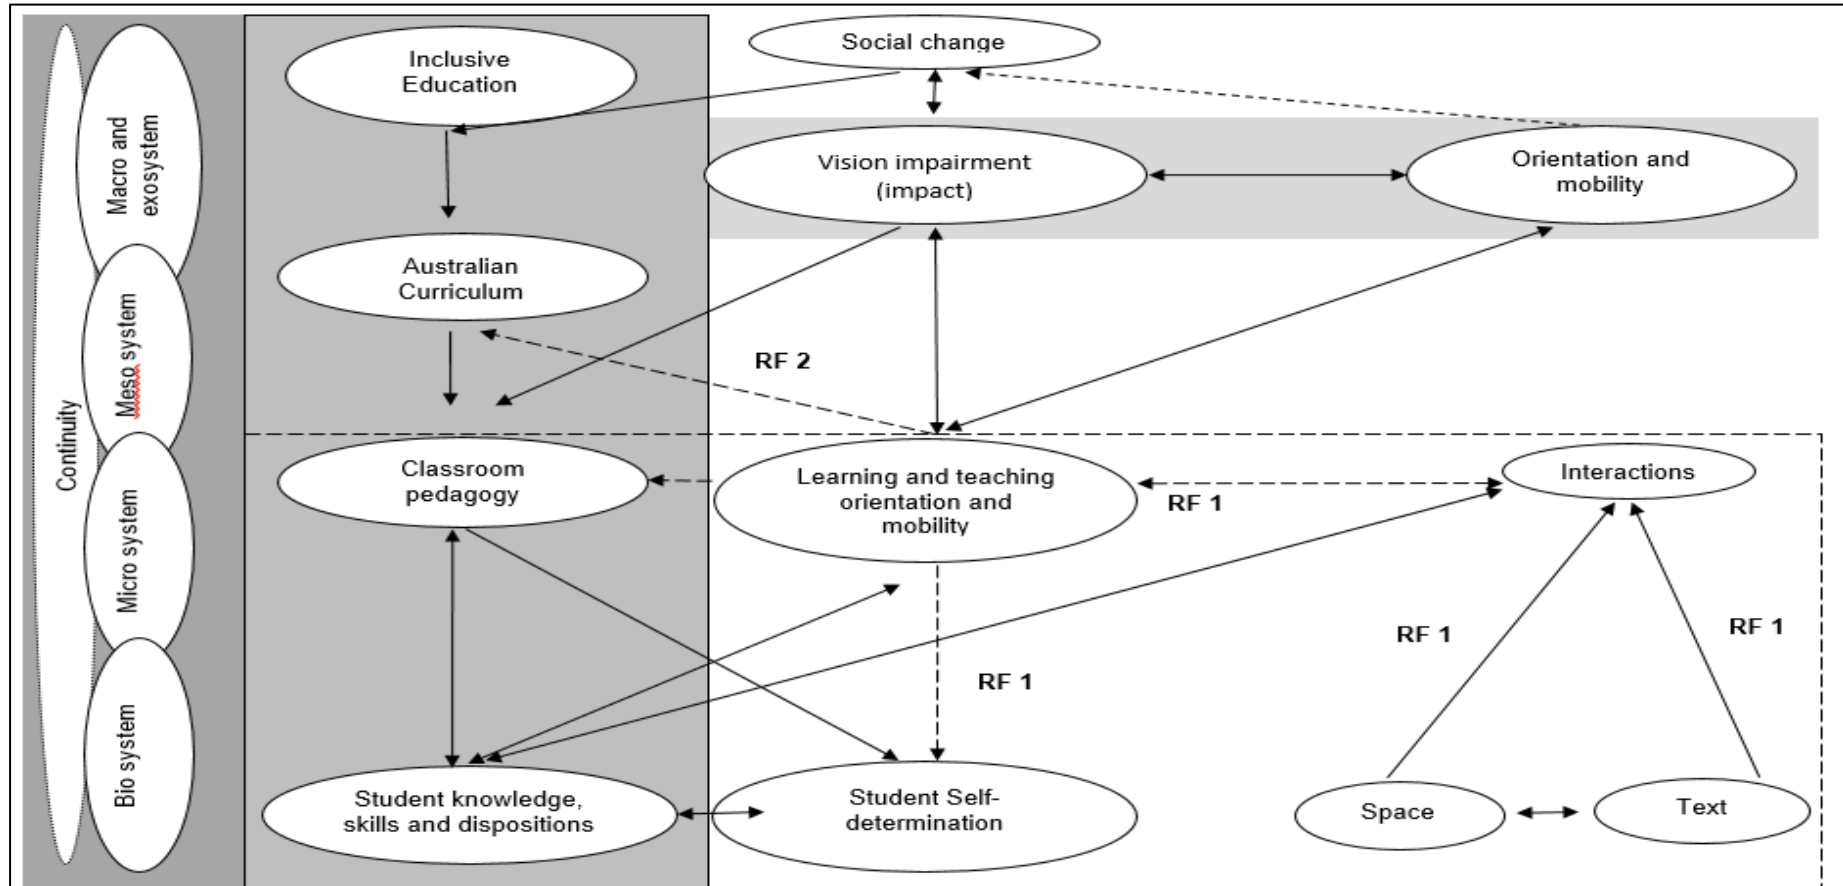 Continuity
Macro and
exosystem
Meso system
Micro system
Bio system
Inclusive
Education
Australian
Curriculum
Classroom
pedagogy
Student knowledge,
skills and dispositions
Social change
Vision impairment
(impact)
Orientation and
mobility
RF 2
Learning and teaching
orientation and
mobility
RF 1
Interactions
RF 1
RF 1
RF 1
Student Self-
determination
Space
Text